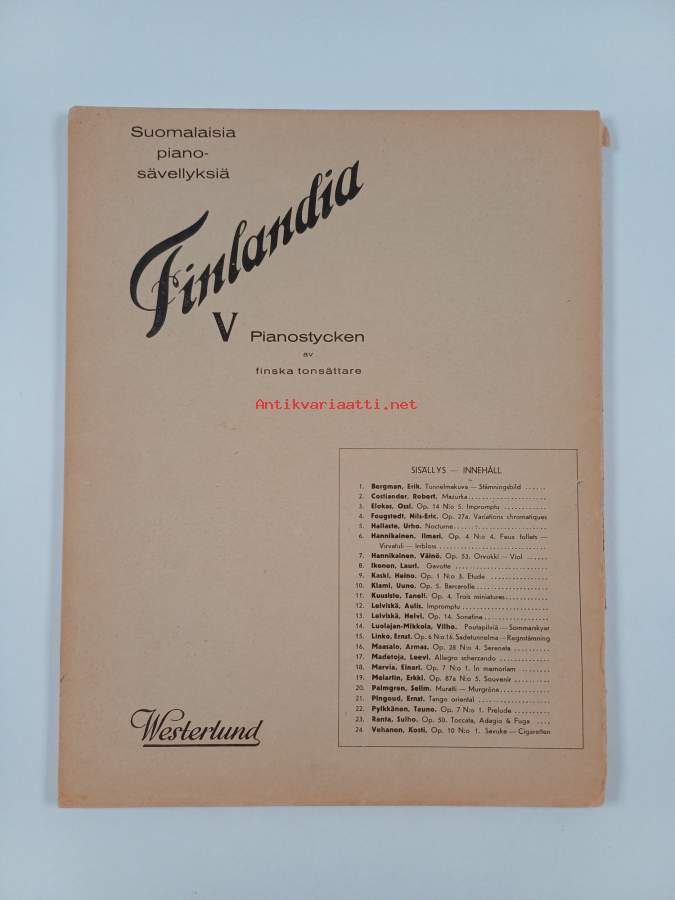 Suomalaisia
piano-
sävellyksiä
Finlandia
V Pianostycken
av
finska tonsättare
Antikvariaatti.net
SISÄLLYS — INNEHÅLL
1. Bergman, Erik. Tunnelmakuva — Stämningsbild ......
2. Costiander, Robert. Mazurka.......................
3. Elokas, Ossi. Op. 14 N:o 5. Impromptu ............
4. Fougstedt, Nils-Eric. Op. 27a. Variations chromatiques
5. Hallaste, Urho. Nocturne..........................
6. Hannikainen, Ilmari. Op. 4 N:o 4. Feux follets —
Virvatuli — Irrbloss ...............................
7. Hannikainen, Väinö. Op. 53. Orvokki — Viol ......
8. Ikonen, Lauri. Gavotte ...........................
9. Kaski, Heino. Op. 1 N:o 3. Etude .................
10. Klami, Uuno. Op. 5. Barcarolle...................
11. Kuusisto, Taneli. Op. 4. Trois miniatures...........
12. Leiviskä, Aulis. Impromptu.......................
13. Leiviskä, Helvi. Op. 14. Sonatine.................
14. Luolajan-Mikkola, Vilho. Poutapilviä — Sommarskyar
15. Linko, Ernst. Op. 6 N:o 16. Sadetunnelma — Regnstämning
16. Maasalo, Armas. Op. 28 N:o 4. Serenata ..........
17. Madetoja, Leevi. Allegro scherzando .............
18. Marvia, Einari. Op. 7 N:o 1. In memoriam ........
19. Melartin, Erkki. Op. 87a N:o 5. Souvenir .........
20. Palmgren, Selim. Muratti — Murgröna.............
21. Pingoud, Ernst. Tango oriental ...................
22. Pylkkänen, Tauno. Op. 7 N:o 1. Prelude ..........
23. Ranta, Sulho. Op. 50. Toccata, Adagio & Fuga ....
24. Vehanen, Kosti. Op. 10 N:o 1. Savuke — Cigaretten
Westerlund